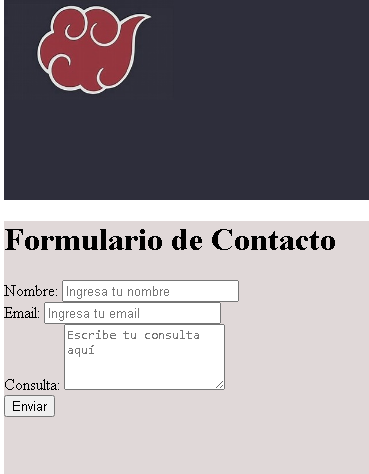 Formulario de Contacto
Nombre: Ingresa tu nombre
Email: Ingresa tu email
Escribe tu consulta
aquí
Consulta:
Enviar